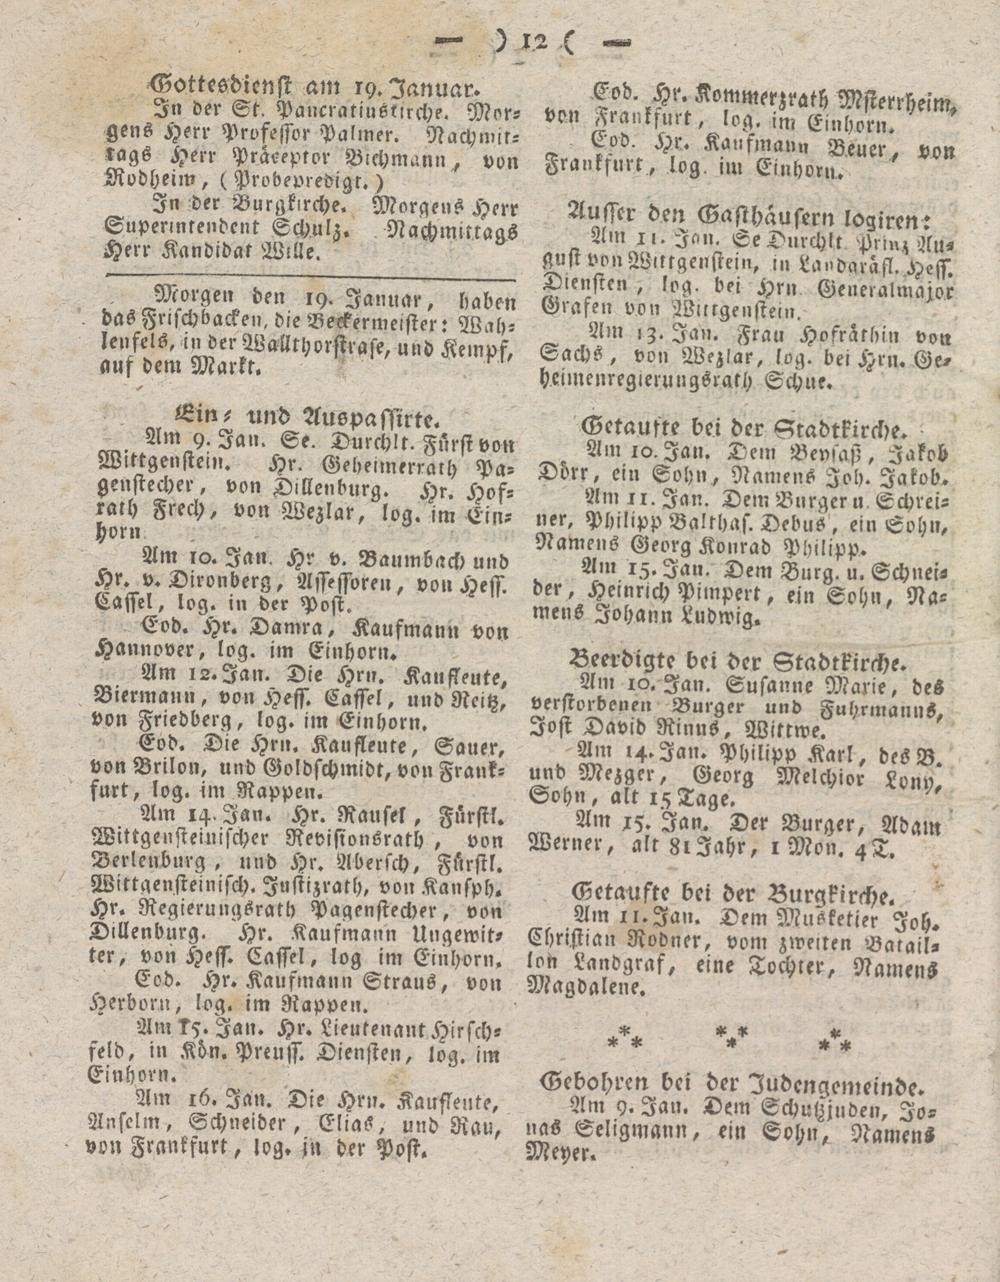 — ) 12 ( —
Gottesdienst am 19. Januar.
In der St. Pancratiuskirche. Mor-
gens Herr Professor Palmer. Nachmit-
tags Herr Präceptor Bichmann, von
Rodheim, (Probepredigt.)
In der Burgkirche. Morgens Herr
Superintendent Schulz. Nachmittags
Herr Kandidat Wille.
Morgen den 19. Januar, haben
das Frischbacken, die Beckermeister: Wah-
lenfels, in der Wallthorstrase, und Kempf,
auf dem Markt.
Ein- und Auspassirte.
Am 9. Jan. Se. Durchlt. Fürst von
Wittgenstein. Hr. Geheimerrath Pa-
genstecher, von Dillenburg. Hr. Hof-
rath Frech, von Wezlar, log. im Ein-
horn
Am 10. Jan. Hr v. Baumbach und
Hr. v. Dironberg, Assessoren, von Hess.
Cassel, log. in der Post.
Eod. Hr. Damra, Kaufmann von
Hannover, log. im Einhorn.
Am 12. Jan. Die Hrn. Kaufleute,
Biermann, von Hess. Cassel, und Reitz,
von Friedberg, log. im Einhorn.
Eod. Die Hrn. Kaufleute, Sauer,
von Brilon, und Goldschmidt, von Frank-
furt, log. im Rappen.
Am 14. Jan. Hr. Rausel, Fürstl.
Wittgensteinischer Revisionsrath, von
Berlenburg, und Hr. Abersch, Fürstl.
Wittgensteinisch. Justizrath, von Kansph.
Hr. Regierungsrath Pagenstecher, von
Dillenburg. Hr. Kaufmann Ungewit-
ter, von Hess. Cassel, log im Einhorn.
Eod. Hr. Kaufmann Straus, von
Herborn, log. im Rappen.
Am 15. Jan. Hr. Lieutenant Hirsch-
feld, in Kön. Preuss. Diensten, log. im
Einhorn.
Am 16. Jan. Die Hrn. Kaufleute,
Anselm, Schneider, Elias, und Rau,
von Frankfurt, log. in der Post.
Eod. Hr. Kommerzrath Msterrheim,
von Frankfurt, log. im Einhorn.
Eod. Hr. Kaufmann Beuer, von
Frankfurt, log. im Einhorn.
Ausser den Gasthäusern logiren:
Am 11. Jan. Se Durchlt Prinz Au-
gust von Wittgenstein, in Landgräfl. Hess.
Diensten, log. bei Hrn Generalmajor
Grafen von Wittgenstein.
Am 13. Jan. Frau Hofräthin von
Sachs, von Wezlar, log. bei Hrn. Ge-
heimenregierungsrath Schue.
Getaufte bei der Stadtkirche.
Am 10. Jan. Dem Beysaß, Jakob
Dörr, ein Sohn, Namens Joh. Jakob.
Am 11. Jan. Dem Burger u. Schrei-
ner, Philipp Balthas. Debus, ein Sohn,
Namens Georg Konrad Philipp.
Am 15. Jan. Dem Burg. u. Schnei-
der, Heinrich Pimpert, ein Sohn, Na-
mens Johann Ludwig.
Beerdigte bei der Stadtkirche.
Am 10. Jan. Susanne Marie, des
verstorbenen Burger und Fuhrmanns,
Jost David Rinns, Wittwe.
Am 14. Jan. Philipp Karl, des B.
und Mezger, Georg Melchior Lony,
Sohn, alt 15 Tage.
Am 15. Jan. Der Burger, Adam
Werner, alt 81 Jahr, 1 Mon. 4 T.
Getaufte bei der Burgkirche.
Am 11. Jan. Dem Musketier Joh.
Christian Rodner, vom zweiten Batail-
lon Landgraf, eine Tochter, Namens
Magdalene.
*** *** ***
Gebohren bei der Judengemeinde.
Am 9. Jan. Dem Schutzjuden, Jo-
nas Seligmann, ein Sohn, Namens
Meyer.